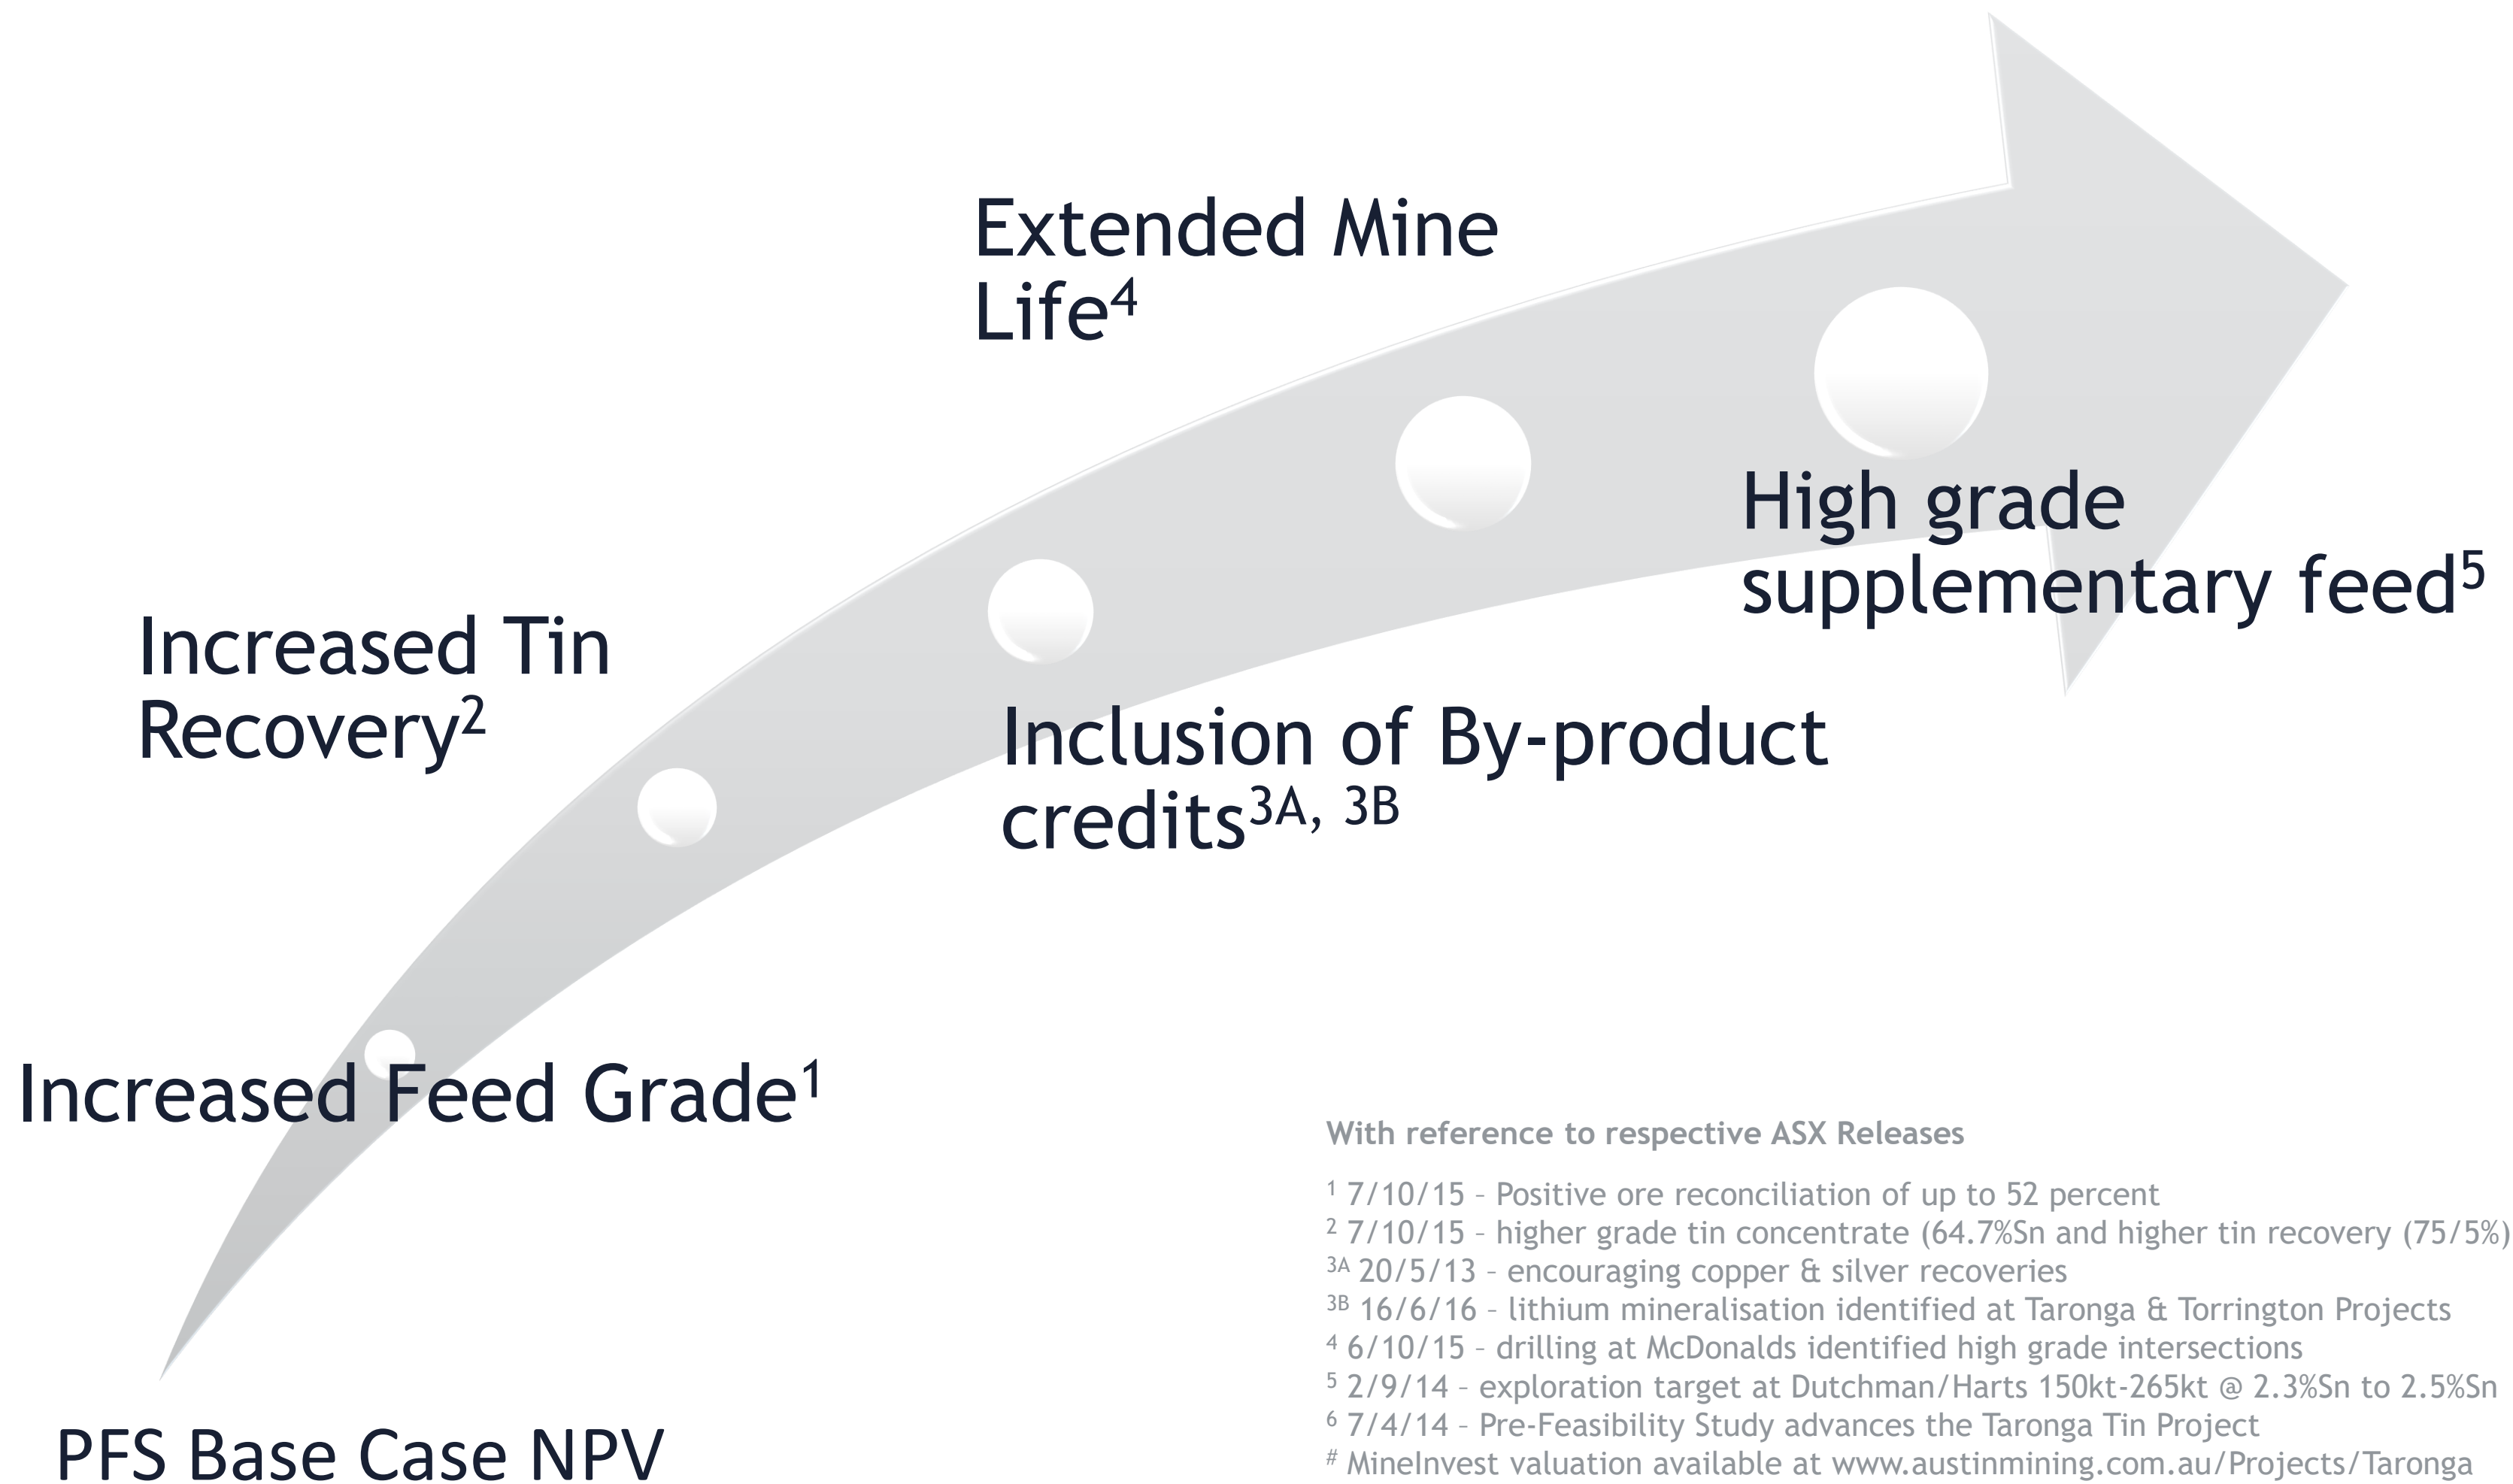 Extended Mine
Life⁴
High grade
supplementary feed⁵
Increased Tin
Recovery²
Inclusion of By-product
credits³ᴬ, ³ᴮ
Increased Feed Grade¹
PFS Base Case NPV
With reference to respective ASX Releases
¹ 7/10/15 – Positive ore reconciliation of up to 52 percent
² 7/10/15 – higher grade tin concentrate (64.7%Sn and higher tin recovery (75/5%)
³ᴬ 20/5/13 – encouraging copper & silver recoveries
³ᴮ 16/6/16 – lithium mineralisation identified at Taronga & Torrington Projects
⁴ 6/10/15 – drilling at McDonalds identified high grade intersections
⁵ 2/9/14 – exploration target at Dutchman/Harts 150kt-265kt @ 2.3%Sn to 2.5%Sn
⁶ 7/4/14 – Pre-Feasibility Study advances the Taronga Tin Project
# MineInvest valuation available at www.austinmining.com.au/Projects/Taronga